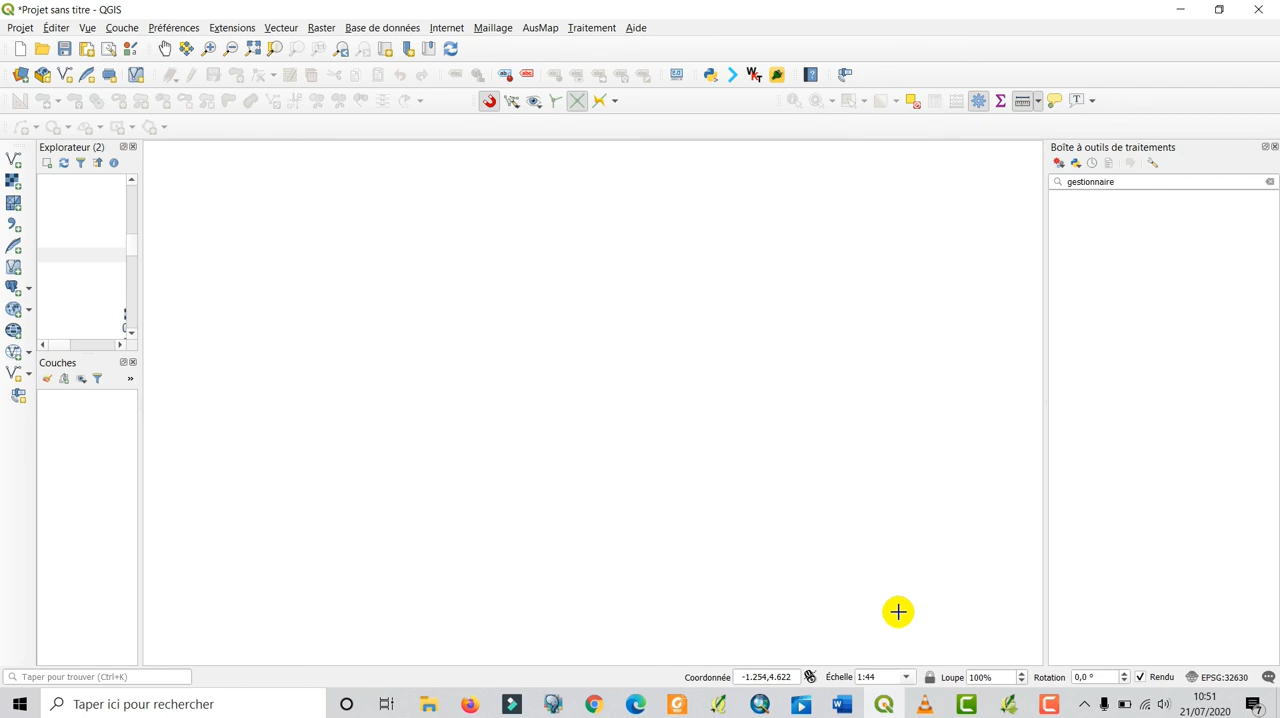 *Projet sans titre - QGIS
Projet Éditer Vue Couche Préférences Extensions Vecteur Raster Base de données Internet Maillage AusMap Traitement Aide
Explorateur (2)
Boîte à outils de traitements
gestionnaire
Couches
Taper pour trouver (Ctrl+K)
Coordonnée -1.254,4.622 Échelle 1:44 Loupe 100% Rotation 0,0 ° Rendu EPSG:32630
Taper ici pour rechercher
10:51
21/07/2020
7